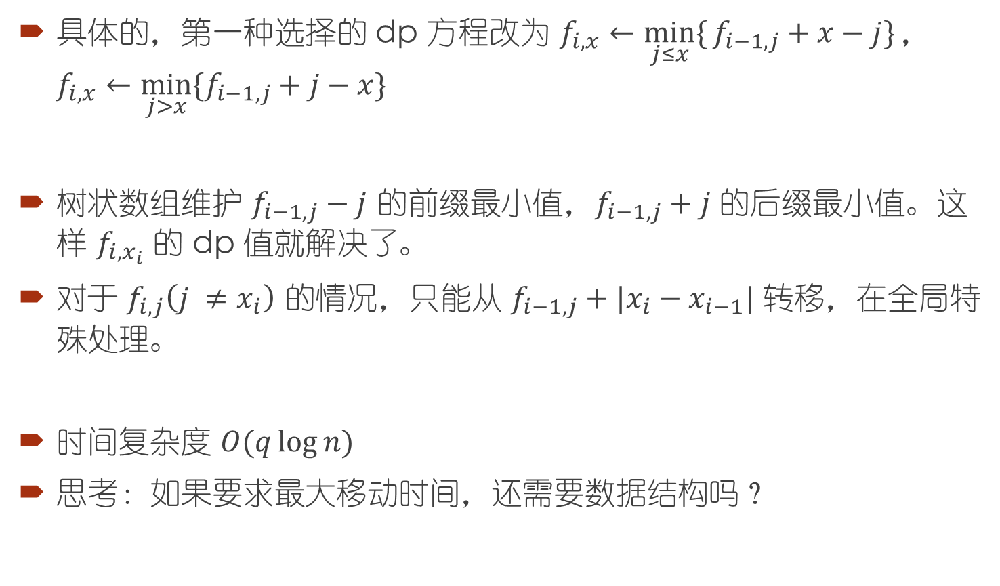 具体的，第一种选择的 dp 方程改为 $f_{i,x} \leftarrow \min_{j \le x}\{f_{i-1,j} + x - j\}$，
$f_{i,x} \leftarrow \min_{j > x}\{f_{i-1,j} + j - x\}$
树状数组维护 $f_{i-1,j} - j$ 的前缀最小值，$f_{i-1,j} + j$ 的后缀最小值。这
样 $f_{i,x_i}$ 的 dp 值就解决了。
对于 $f_{i,j}(j \ne x_i)$ 的情况，只能从 $f_{i-1,j} + |x_i - x_{i-1}|$ 转移，在全局特
殊处理。
时间复杂度 $O(q \log n)$
思考：如果要求最大移动时间，还需要数据结构吗？